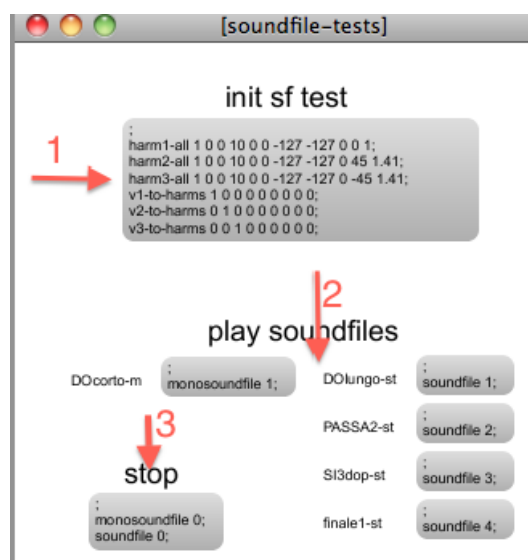 [soundfile-tests]
init sf test
;
harm1-all 1 0 0 10 0 0 -127 -127 0 0 1;
harm2-all 1 0 0 10 0 0 -127 -127 0 45 1.41;
harm3-all 1 0 0 10 0 0 -127 -127 0 -45 1.41;
v1-to-harms 1 0 0 0 0 0 0 0 0;
v2-to-harms 0 1 0 0 0 0 0 0 0;
v3-to-harms 0 0 1 0 0 0 0 0 0;
1
2
play soundfiles
DOcorto-m
;
monosoundfile 1;
DOlungo-st
;
soundfile 1;
PASSA2-st
;
soundfile 2;
3
stop
;
monosoundfile 0;
soundfile 0;
SI3dop-st
;
soundfile 3;
finale1-st
;
soundfile 4;